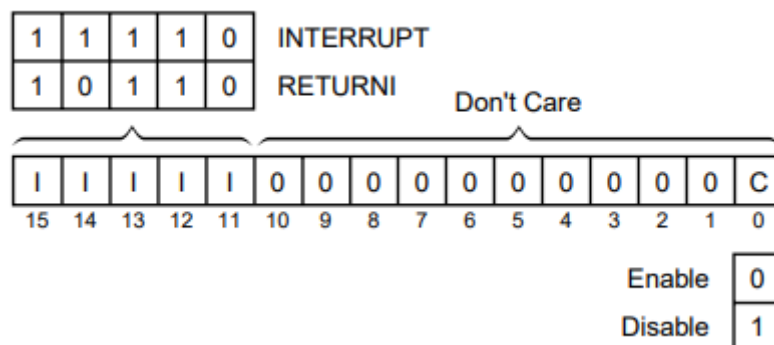 1 1 1 1 0 INTERRUPT
1 0 1 1 0 RETURNI
Don't Care
I I I I I 0 0 0 0 0 0 0 0 0 0 C
15 14 13 12 11 10 9 8 7 6 5 4 3 2 1 0
Enable 0
Disable 1